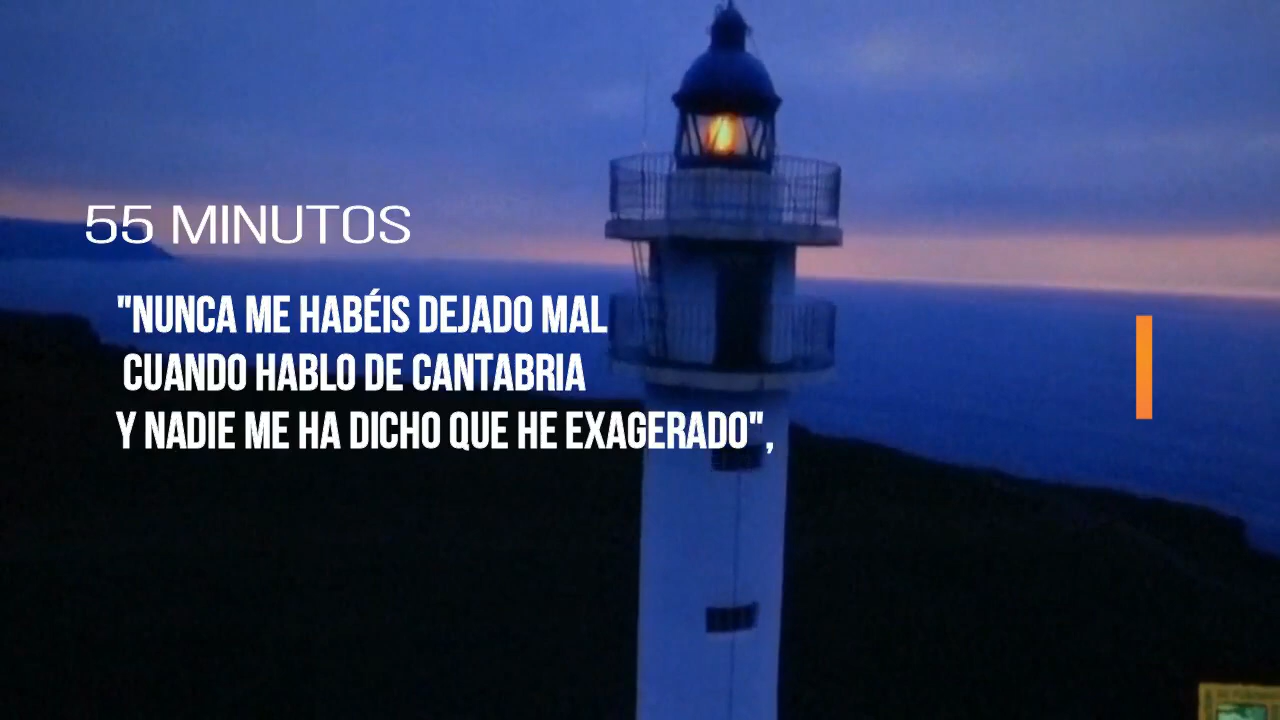 55 MINUTOS
"NUNCA ME HABÉIS DEJADO MAL
CUANDO HABLO DE CANTABRIA
Y NADIE ME HA DICHO QUE HE EXAGERADO",